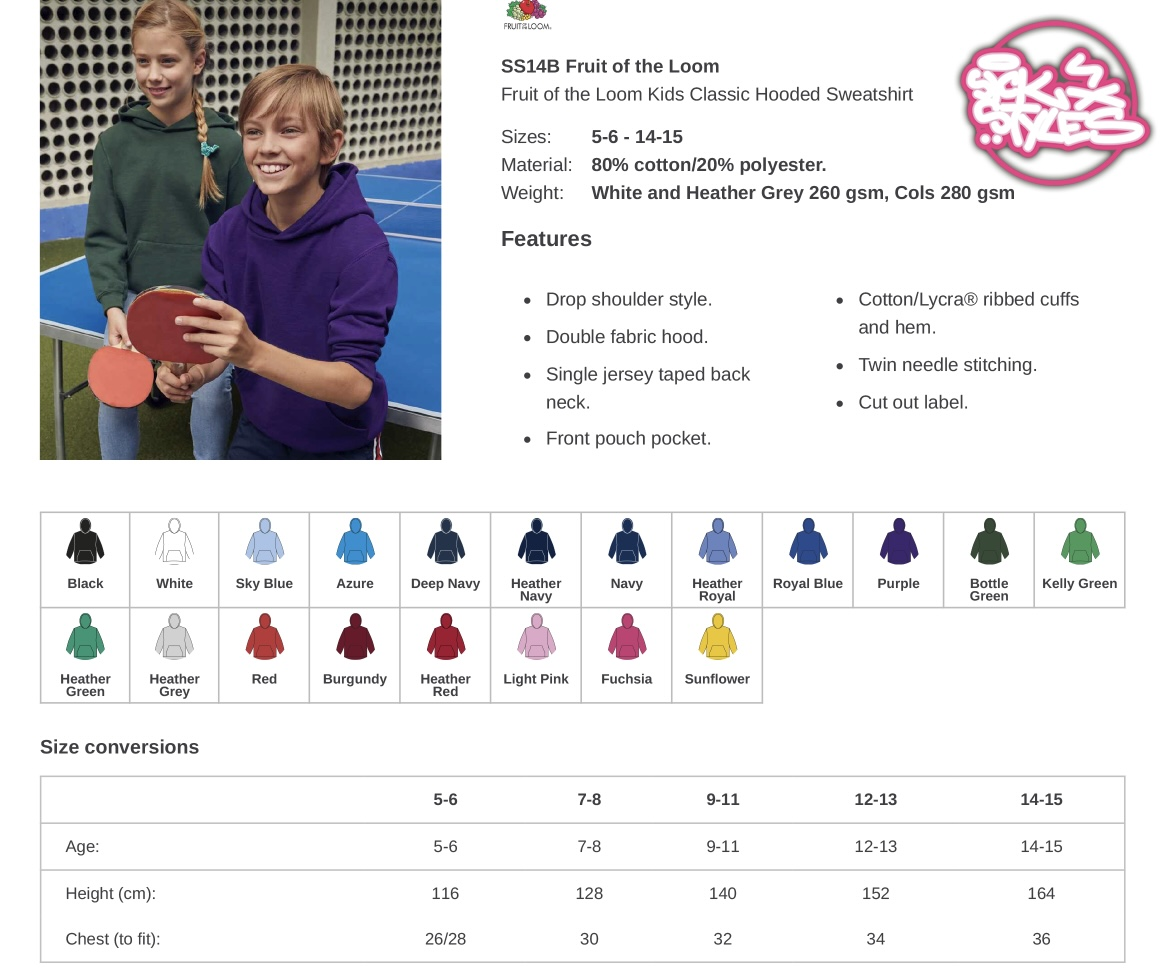 FRUIT OF THE LOOM.
SICK STYLES
SS14B Fruit of the Loom
Fruit of the Loom Kids Classic Hooded Sweatshirt
Sizes: 5-6 - 14-15
Material: 80% cotton/20% polyester.
Weight: White and Heather Grey 260 gsm, Cols 280 gsm
Features
• Drop shoulder style.
• Double fabric hood.
• Single jersey taped back
neck.
• Front pouch pocket.
• Cotton/Lycra® ribbed cuffs
and hem.
• Twin needle stitching.
• Cut out label.
Black White Sky Blue Azure Deep Navy Heather Navy Navy Heather Royal Royal Blue Purple Bottle Green Kelly Green
Heather Green Heather Grey Red Burgundy Heather Red Light Pink Fuchsia Sunflower
Size conversions
5-6 7-8 9-11 12-13 14-15
Age: 5-6 7-8 9-11 12-13 14-15
Height (cm): 116 128 140 152 164
Chest (to fit): 26/28 30 32 34 36